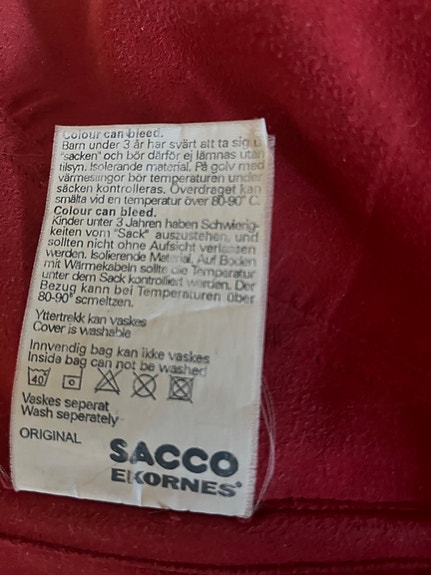 Colour can bleed.
Barn under 3 år har svårt att ta sig u
"sacken" och bör därför ej lämnas utan
tilsyn. Isolerande material. På golv med
värmeslingor bör temperaturen under
säcken kontrolleras. Överdraget kan
smälta vid en temperatur över 80-90° C.
Colour can bleed.
Kinder unter 3 Jahren haben Schwierig-
keiten vom "Sack" auszustehen, und
sollten nicht ohne Aufsicht verlassen
werden. Isolierende Material. Auf Boden
mit Wärmekabeln sollte die Temperatur
unter dem Sack kontrolliert werden. Der
Bezug kann bei Temperaturen über
80-90° scmeltzen.
Yttertrekk kan vaskes
Cover is washable
Innvendig bag kan ikke vaskes
Insida bag can not be washed
40
Vaskes seperat
Wash seperately
ORIGINAL
SACCO
EKORNES®